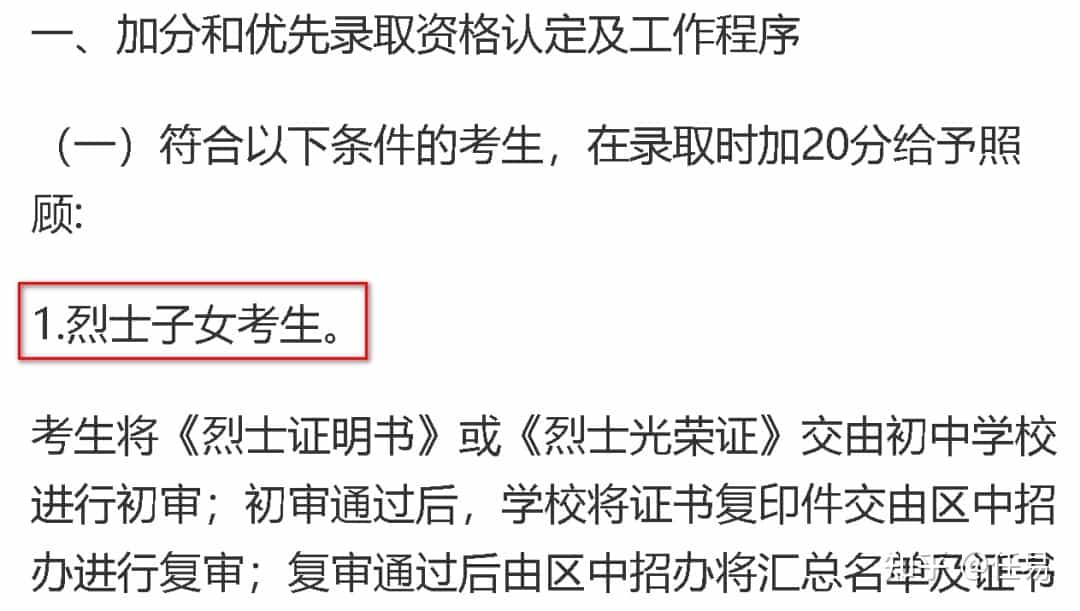 一、加分和优先录取资格认定及工作程序
（一）符合以下条件的考生，在录取时加20分给予照
顾:
1.烈士子女考生。
考生将《烈士证明书》或《烈士光荣证》交由初中学校
进行初审；初审通过后，学校将证书复印件交由区中招
办进行复审；复审通过后由区中招办将汇总名单及证书
知乎 @任易